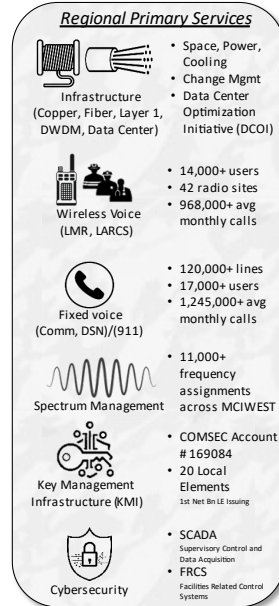 Regional Primary Services
Infrastructure
(Copper, Fiber, Layer 1,
DWDM, Data Center)
• Space, Power,
Cooling
• Change Mgmt
• Data Center
Optimization
Initiative (DCOI)
Wireless Voice
(LMR, LARCS)
• 14,000+ users
• 42 radio sites
• 968,000+ avg
monthly calls
Fixed voice
(Comm, DSN)/(911)
• 120,000+ lines
• 17,000+ users
• 1,245,000+ avg
monthly calls
Spectrum Management
• 11,000+
frequency
assignments
across MCIWEST
Key Management
Infrastructure (KMI)
• COMSEC Account
# 169084
• 20 Local
Elements
1st Net Bn LE Issuing
Cybersecurity
• SCADA
Supervisory Control and
Data Acquisition
• FRCS
Facilities Related Control
Systems